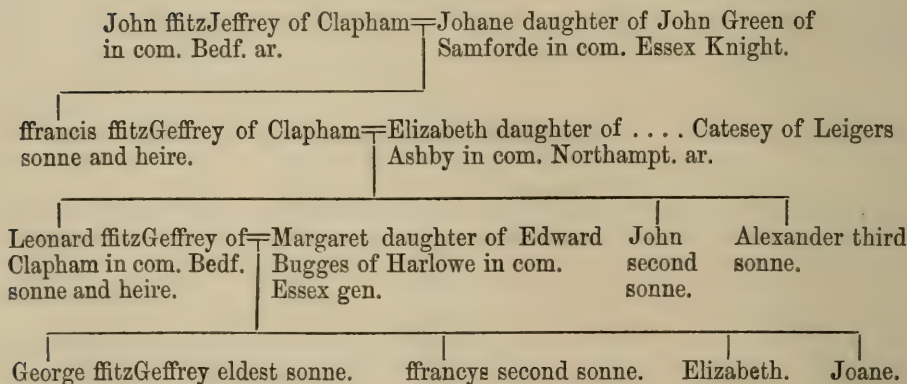 John ffitzJeffrey of Clapham
in com. Bedf. ar.
Johane daughter of John Green of
Samforde in com. Essex Knight.
ffrancis ffitzGeffrey of Clapham
sonne and heire.
Elizabeth daughter of .... Catesey of Leigers
Ashby in com. Northampt. ar.
Leonard ffitzGeffrey of
Clapham in com. Bedf.
sonne and heire.
Margaret daughter of Edward
Bugges of Harlowe in com.
Essex gen.
John
second
sonne.
Alexander third
sonne.
George ffitzGeffrey eldest sonne.
ffrancys second sonne.
Elizabeth.
Joane.